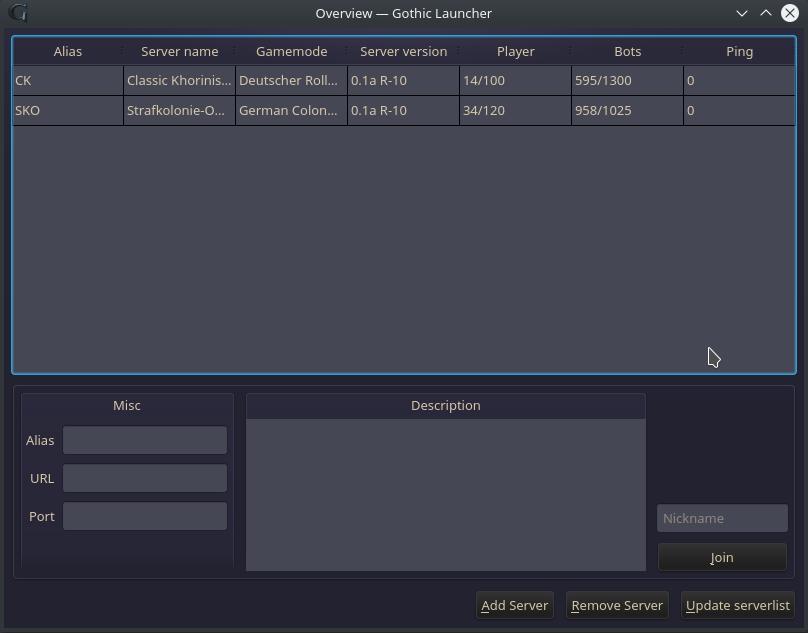 Overview — Gothic Launcher
Alias Server name Gamemode Server version Player Bots Ping
CK Classic Khorinis... Deutscher Roll... 0.1a R-10 14/100 595/1300 0
SKO Strafkolonie-O... German Colon... 0.1a R-10 34/120 958/1025 0
Misc Description
Alias
URL
Port
Nickname
Join
Add Server Remove Server Update serverlist